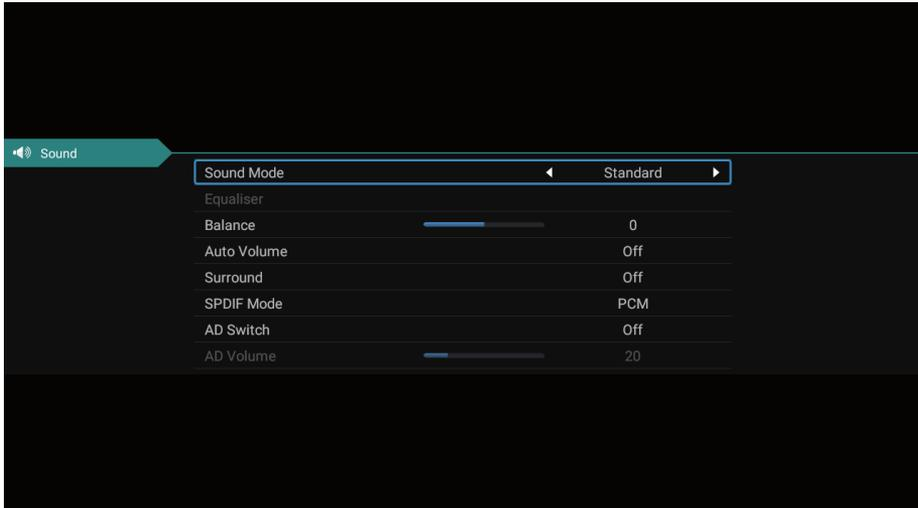 Sound
Sound Mode Standard
Equaliser
Balance 0
Auto Volume Off
Surround Off
SPDIF Mode PCM
AD Switch Off
AD Volume 20